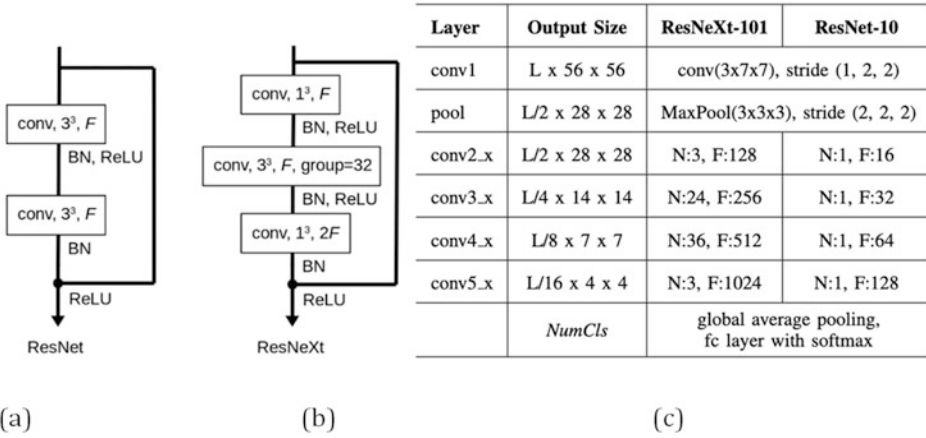 conv, 3³, F
BN, ReLU
conv, 3³, F
BN
ReLU
ResNet
(a)
conv, 1³, F
BN, ReLU
conv, 3³, F, group=32
BN, ReLU
conv, 1³, 2F
BN
ReLU
ResNeXt
(b)
Layer Output Size ResNeXt-101 ResNet-10
conv1 L x 56 x 56 conv(3x7x7), stride (1, 2, 2)
pool L/2 x 28 x 28 MaxPool(3x3x3), stride (2, 2, 2)
conv2_x L/2 x 28 x 28 N:3, F:128 N:1, F:16
conv3_x L/4 x 14 x 14 N:24, F:256 N:1, F:32
conv4_x L/8 x 7 x 7 N:36, F:512 N:1, F:64
conv5_x L/16 x 4 x 4 N:3, F:1024 N:1, F:128
NumCls global average pooling,
fc layer with softmax
(c)